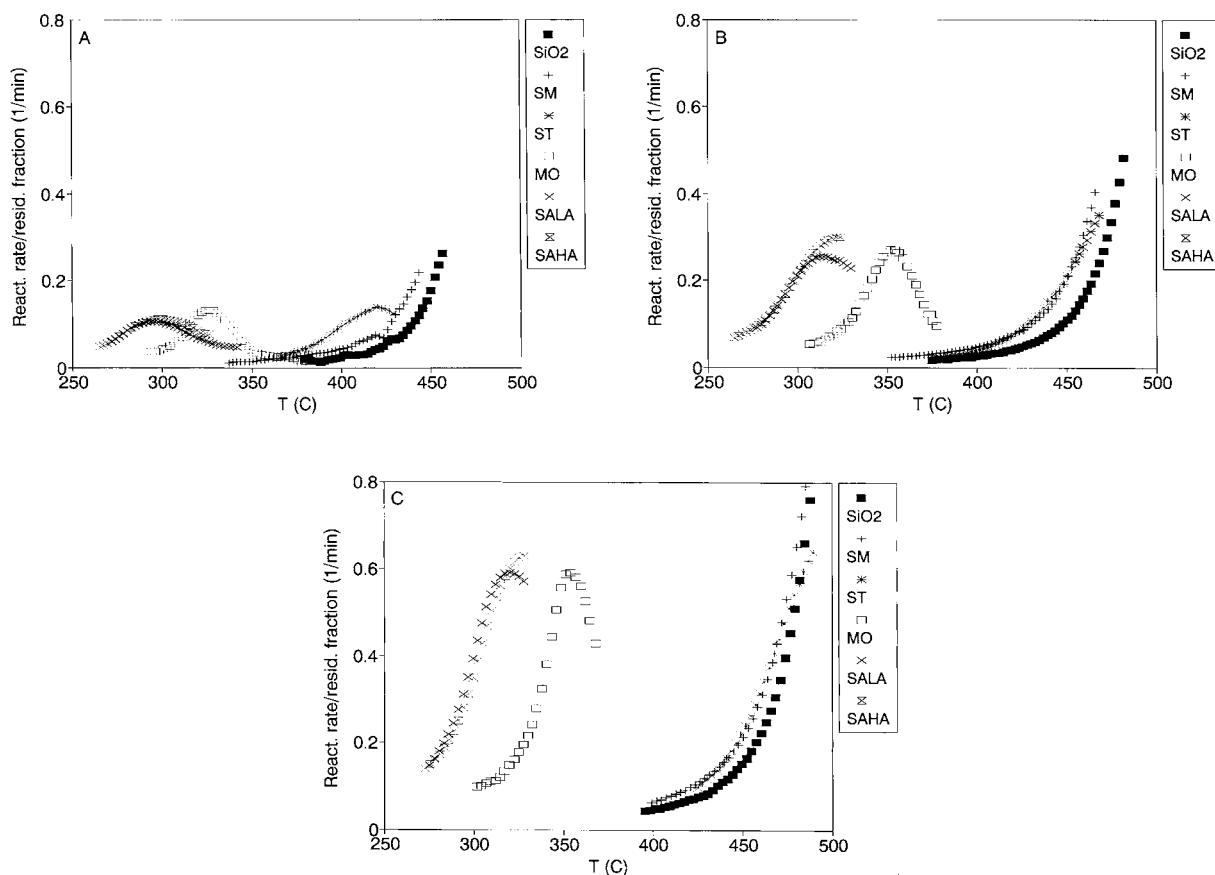 A
React. rate/resid. fraction (1/min)
0.8
0.6
0.4
0.2
0
250 300 350 400 450 500
T (C)
SiO2
SM
ST
MO
SALA
SAHA
B
React. rate/resid. fraction (1/min)
0.8
0.6
0.4
0.2
0
250 300 350 400 450 500
T (C)
SiO2
SM
ST
MO
SALA
SAHA
C
React. rate/resid. fraction (1/min)
0.8
0.6
0.4
0.2
0
250 300 350 400 450 500
T (C)
SiO2
SM
ST
MO
SALA
SAHA